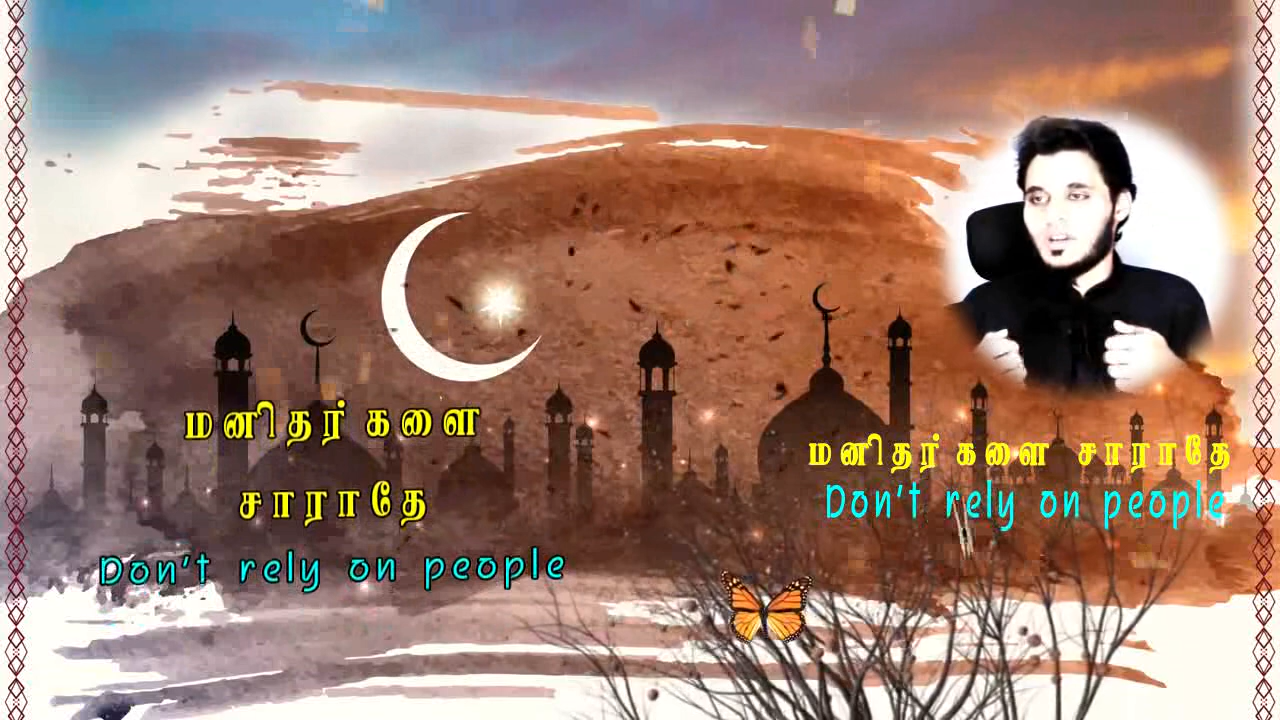 மனிதர்களை
சாராதே
Don't rely on people
மனிதர்களை சாராதே
Don't rely on people